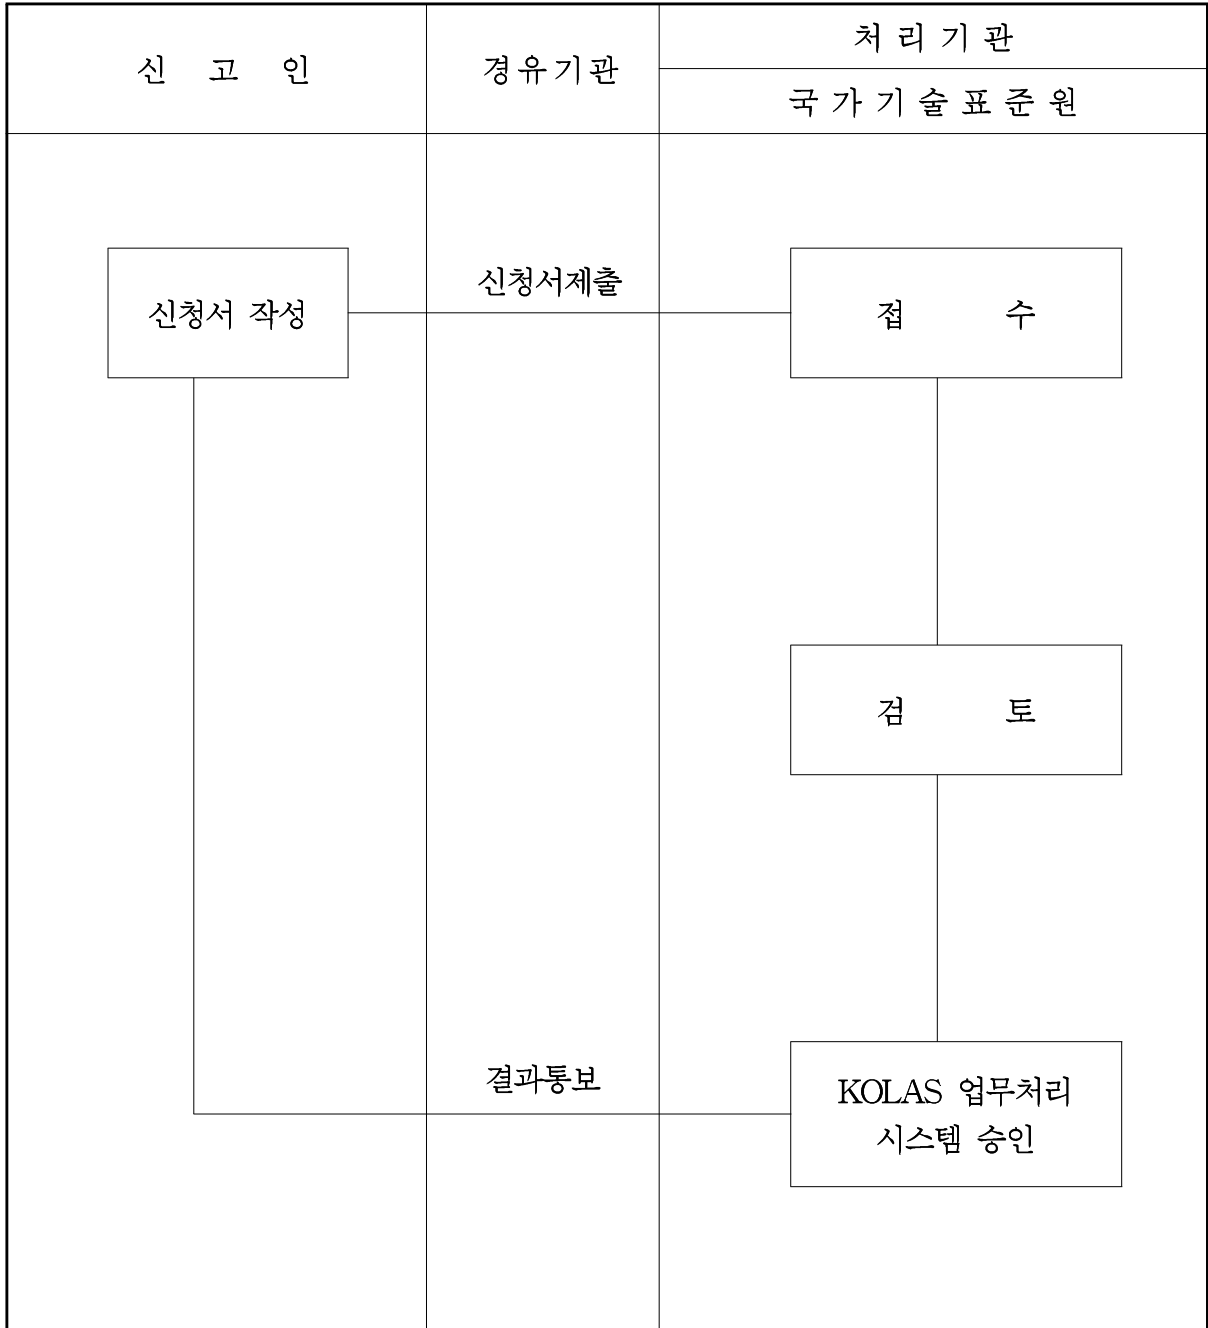 신 고 인
경유기관
처 리 기 관
국 가 기 술 표 준 원
신청서 작성
신청서제출
접 수
검 토
결과통보
KOLAS 업무처리
시스템 승인